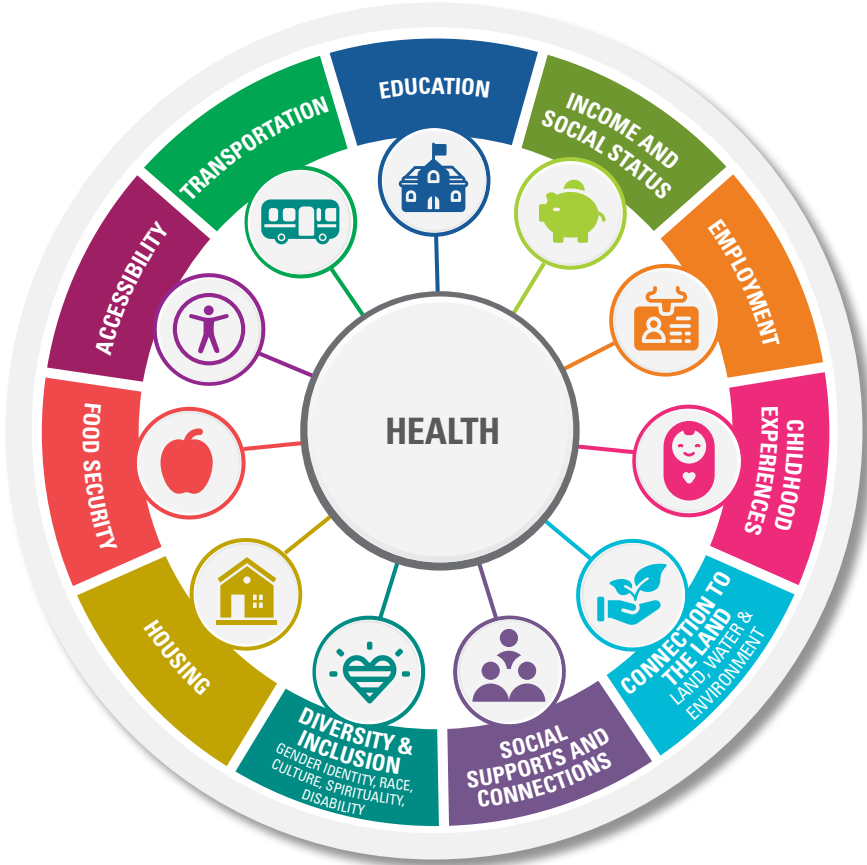 EDUCATION
INCOME AND
SOCIAL STATUS
EMPLOYMENT
CHILDHOOD
EXPERIENCES
CONNECTION TO
THE LAND
LAND, WATER &
ENVIRONMENT
SOCIAL
SUPPORTS AND
CONNECTIONS
DIVERSITY &
INCLUSION
GENDER IDENTITY, RACE,
CULTURE, SPIRITUALITY,
DISABILITY
HOUSING
FOOD SECURITY
ACCESSIBILITY
TRANSPORTATION
HEALTH